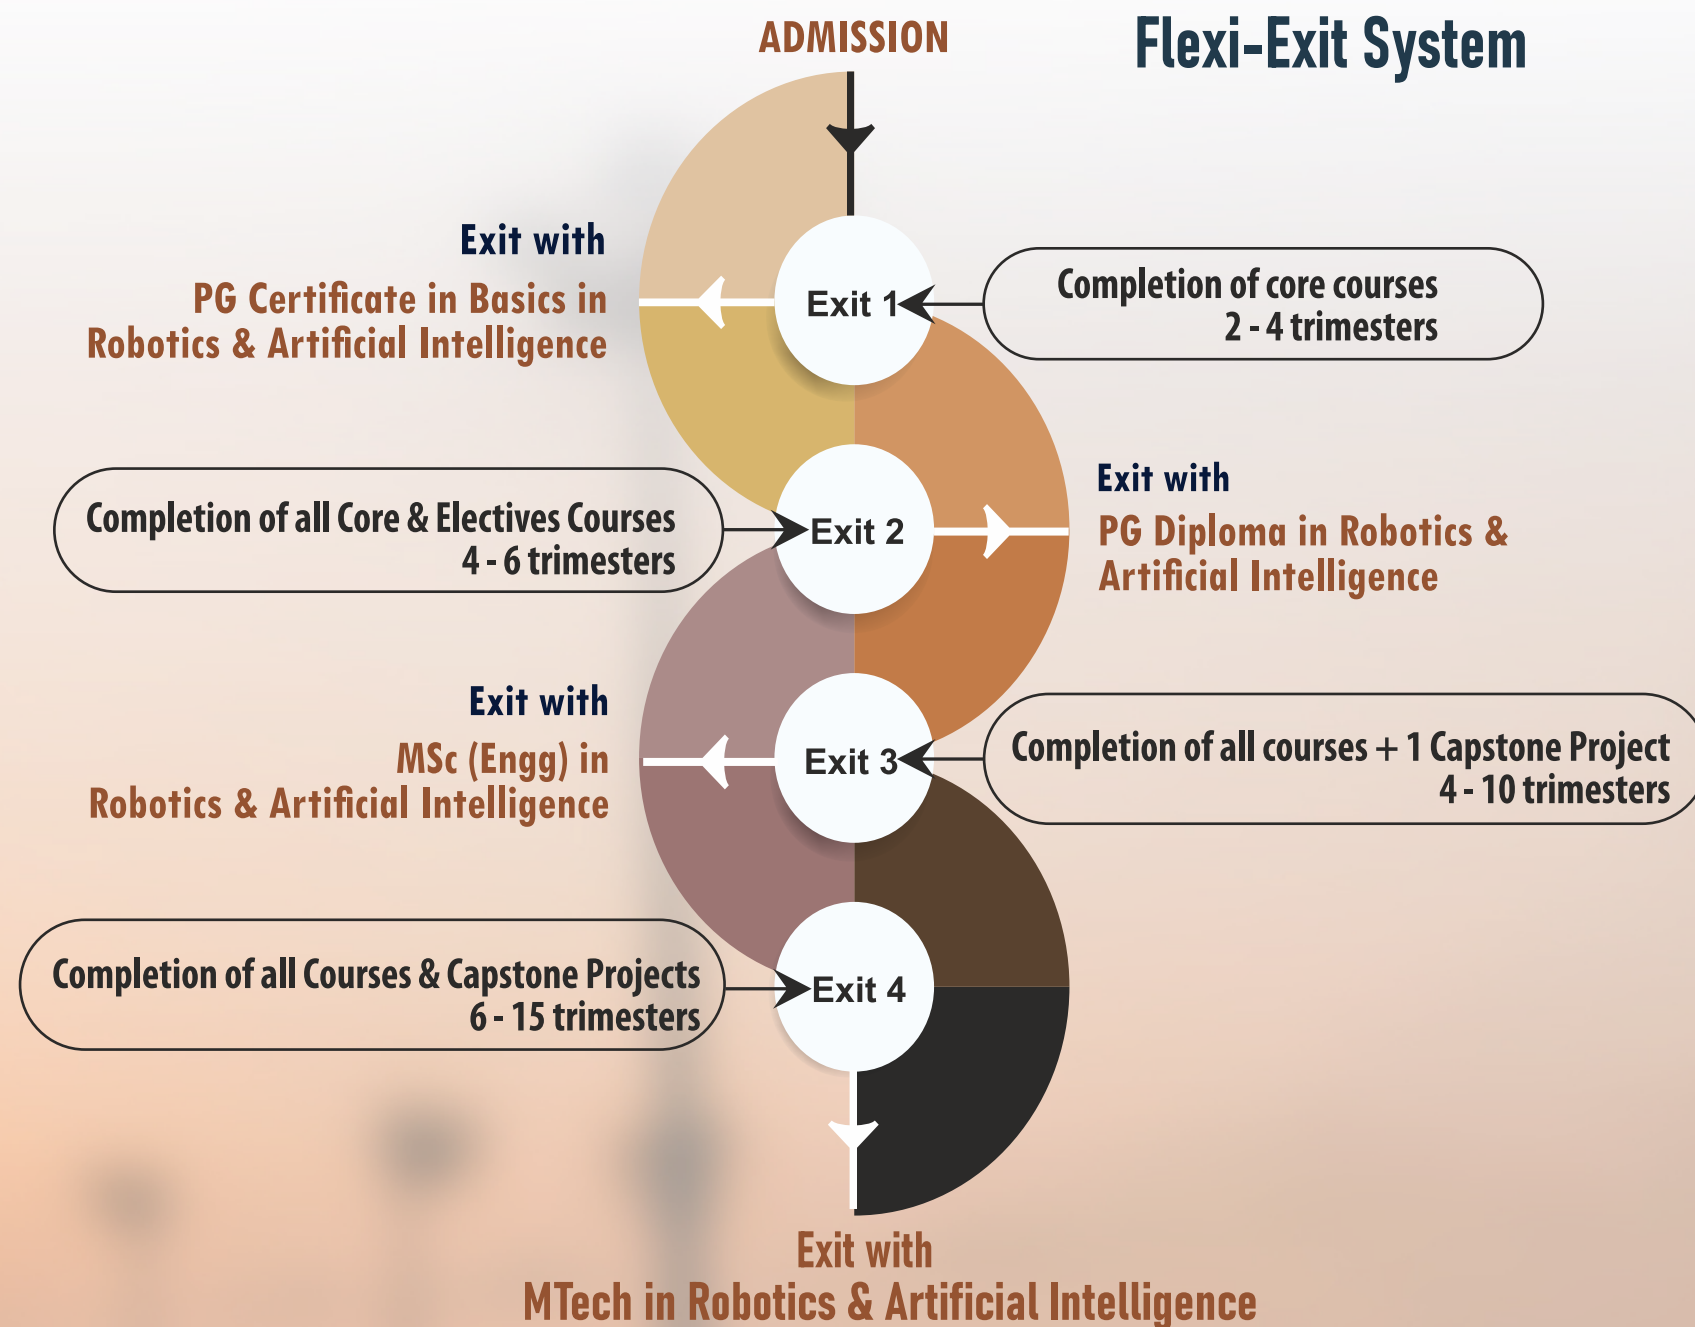 ADMISSION
Flexi-Exit System
Exit with
PG Certificate in Basics in
Robotics & Artificial Intelligence
Exit 1
Completion of core courses
2 - 4 trimesters
Completion of all Core & Electives Courses
4 - 6 trimesters
Exit 2
Exit with
PG Diploma in Robotics &
Artificial Intelligence
Exit with
MSc (Engg) in
Robotics & Artificial Intelligence
Exit 3
Completion of all courses + 1 Capstone Project
4 - 10 trimesters
Completion of all Courses & Capstone Projects
6 - 15 trimesters
Exit 4
Exit with
MTech in Robotics & Artificial Intelligence